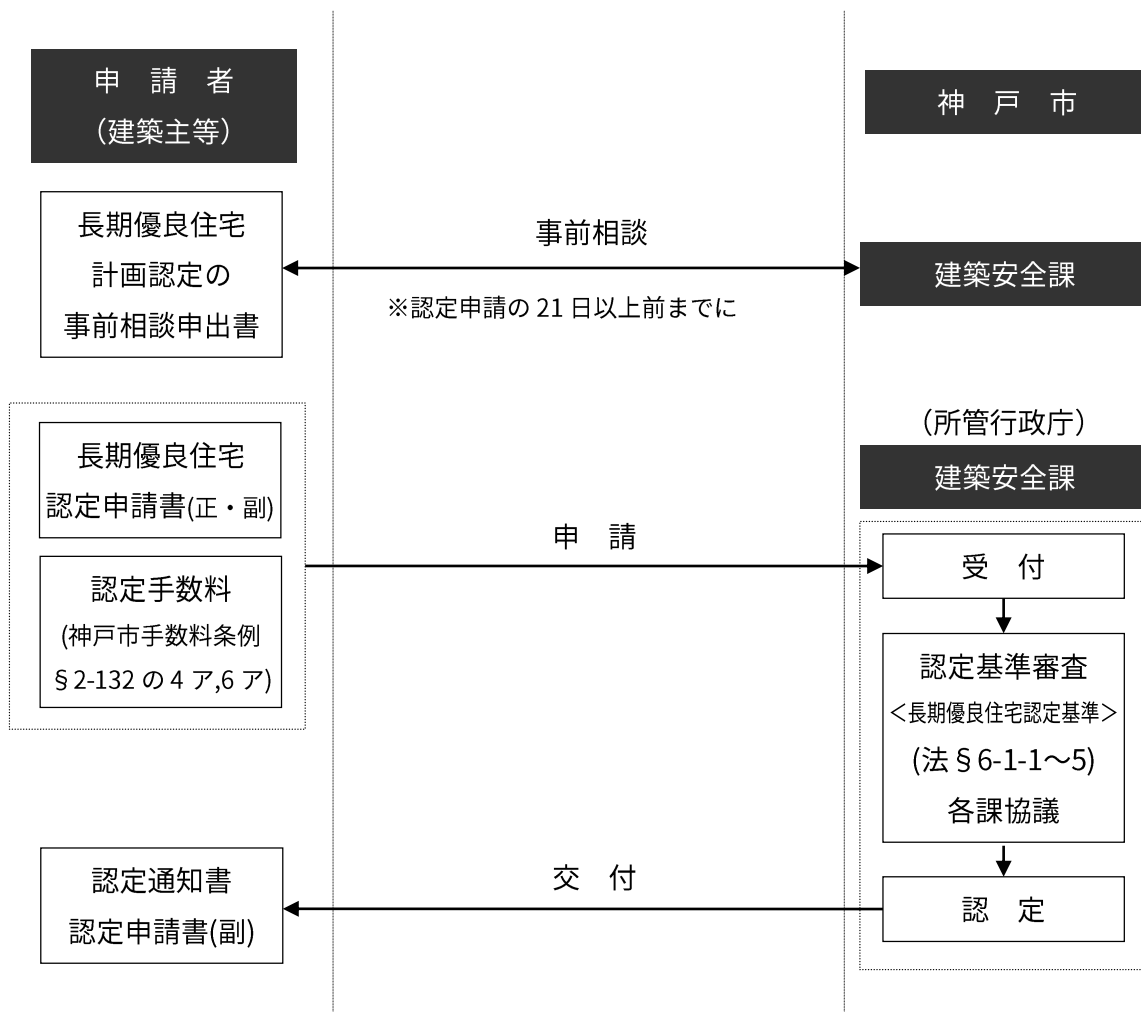 申　請　者
（建築主等）
神　戸　市
長期優良住宅
計画認定の
事前相談申出書
事前相談
※認定申請の 21 日以上前までに
建築安全課
（所管行政庁）
建築安全課
長期優良住宅
認定申請書(正・副)
認定手数料
(神戸市手数料条例
§2-132 の 4 ア,6 ア)
申　請
受　付
認定基準審査
＜長期優良住宅認定基準＞
(法§6-1-1～5)
各課協議
認　定
交　付
認定通知書
認定申請書(副)